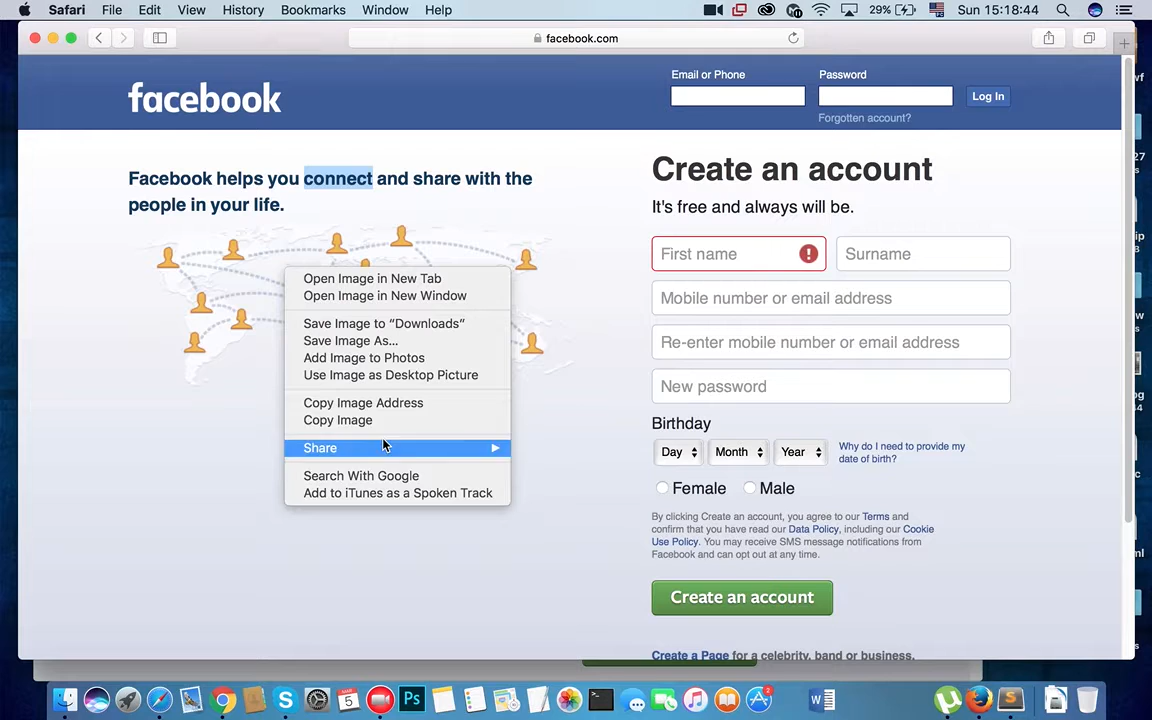 Safari File Edit View History Bookmarks Window Help 29% Sun 15:18:44
facebook.com
facebook
Email or Phone Password
Log In
Forgotten account?
Facebook helps you connect and share with the
people in your life.
Open Image in New Tab
Open Image in New Window
Save Image to “Downloads”
Save Image As...
Add Image to Photos
Use Image as Desktop Picture
Copy Image Address
Copy Image
Share
Search With Google
Add to iTunes as a Spoken Track
Create an account
It's free and always will be.
First name Surname
Mobile number or email address
Re-enter mobile number or email address
New password
Birthday
Day Month Year
Why do I need to provide my
date of birth?
Female Male
By clicking Create an account, you agree to our Terms and
confirm that you have read our Data Policy, including our Cookie
Use Policy. You may receive SMS message notifications from
Facebook and can opt out at any time.
Create an account
Create a Page for a celebrity, band or business.